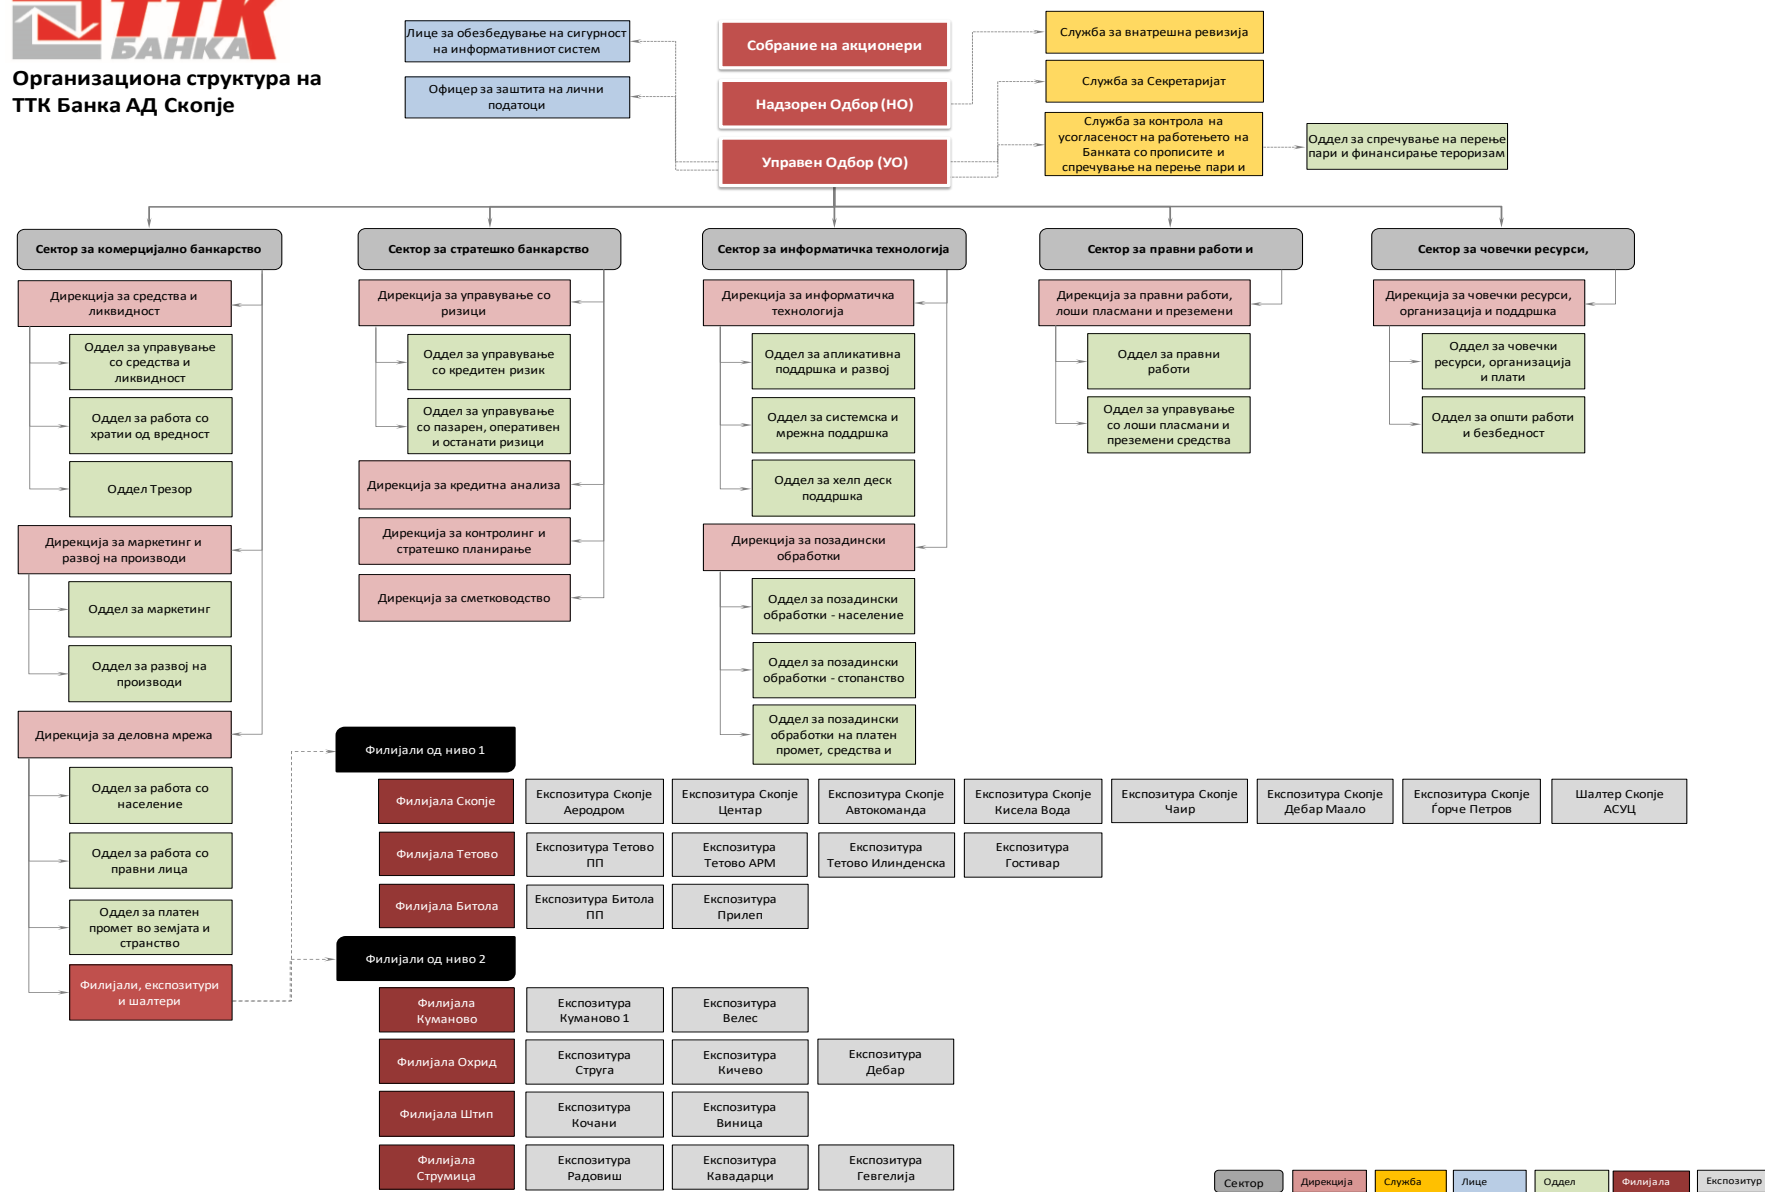 ТТК
БАНКА
Организациона структура на
ТТК Банка АД Скопје
Лице за обезбедување на сигурност
на информативниот систем
Офицер за заштита на лични
податоци
Собрание на акционери
Надзорен Одбор (НО)
Управен Одбор (УО)
Служба за внатрешна ревизија
Служба за Секретаријат
Служба за контрола на
усогласеност на работењето на
Банката со прописите и
спречување на перење пари и
Оддел за спречување на перење
пари и финансирање тероризам
Сектор за комерцијално банкарство
Дирекција за средства и
ликвидност
Оддел за управување
со средства и
ликвидност
Оддел за работа со
хратии од вредност
Оддел Трезор
Дирекција за маркетинг и
развој на производи
Оддел за маркетинг
Оддел за развој на
производи
Дирекција за деловна мрежа
Оддел за работа со
население
Оддел за работа со
правни лица
Оддел за платен
промет во земјата и
странство
Филијали, експозитури
и шалтери
Сектор за стратешко банкарство
Дирекција за управување со
ризици
Оддел за управување
со кредитен ризик
Оддел за управување
со пазарен, оперативен
и останати ризици
Дирекција за кредитна анализа
Дирекција за контролинг и
стратешко планирање
Дирекција за сметководство
Сектор за информатичка технологија
Дирекција за информатичка
технологија
Оддел за апликативна
поддршка и развој
Оддел за системска и
мрежна поддршка
Оддел за хелп деск
поддршка
Дирекција за позадински
обработки
Оддел за позадински
обработки - население
Оддел за позадински
обработки - стопанство
Оддел за позадински
обработки на платен
промет, средства и
Сектор за правни работи и
Дирекција за правни работи,
лоши пласмани и преземени
Оддел за правни
работи
Оддел за управување
со лоши пласмани и
преземени средства
Сектор за човечки ресурси,
Дирекција за човечки ресурси,
организација и поддршка
Оддел за човечки
ресурси, организација
и плати
Оддел за општи работи
и безбедност
Филијали од ниво 1
Филијала Скопје
Експозитура Скопје
Аеродром
Експозитура Скопје
Центар
Експозитура Скопје
Автокоманда
Експозитура Скопје
Кисела Вода
Експозитура Скопје
Чаир
Експозитура Скопје
Дебар Маало
Експозитура Скопје
Ѓорче Петров
Шалтер Скопје
АСУЦ
Филијала Тетово
Експозитура Тетово
ПП
Експозитура
Тетово АРМ
Експозитура
Тетово Илинденска
Експозитура
Гостивар
Филијала Битола
Експозитура Битола
ПП
Експозитура
Прилеп
Филијали од ниво 2
Филијала
Куманово
Експозитура
Куманово 1
Експозитура
Велес
Филијала Охрид
Експозитура
Струга
Експозитура
Кичево
Експозитура
Дебар
Филијала Штип
Експозитура
Кочани
Експозитура
Виница
Филијала
Струмица
Експозитура
Радовиш
Експозитура
Кавадарци
Експозитура
Гевгелија
Сектор
Дирекција
Служба
Лице
Оддел
Филијала
Експозитур